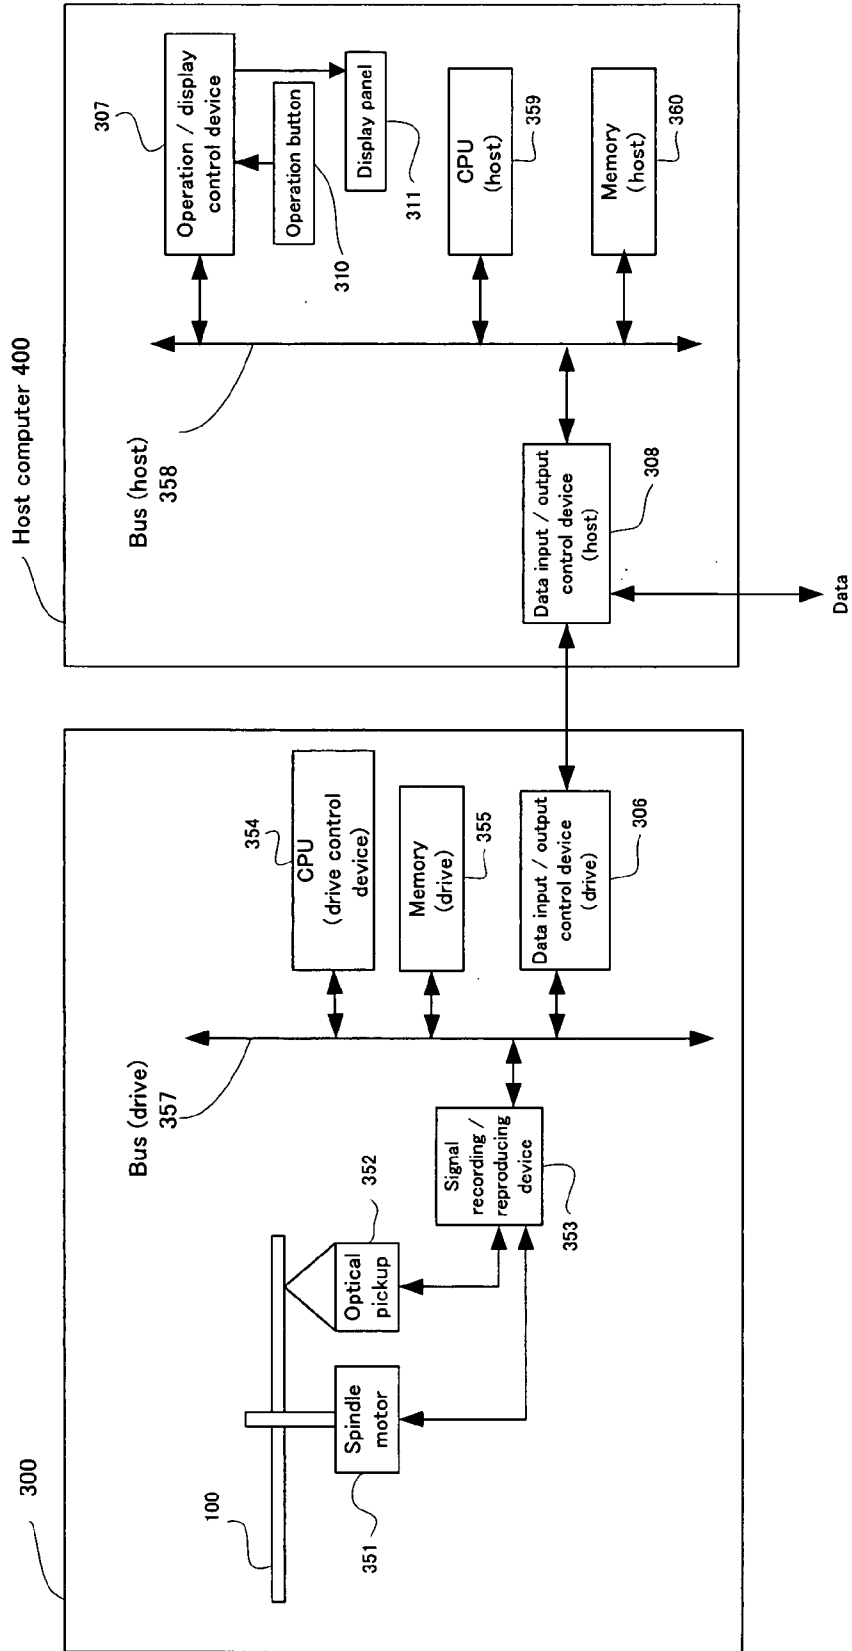 300
100
Spindle
motor
351
Optical
pickup
352
Signal
recording /
reproducing
device
353
Bus (drive)
357
354
CPU
(drive control
device)
Memory
(drive)
355
Data input / output
control device
(drive)
306
Host computer 400
Bus (host)
358
307
Operation / display
control device
Operation button
310
Display panel
311
CPU
(host)
359
Memory
(host)
360
Data input / output
control device
(host)
308
Data